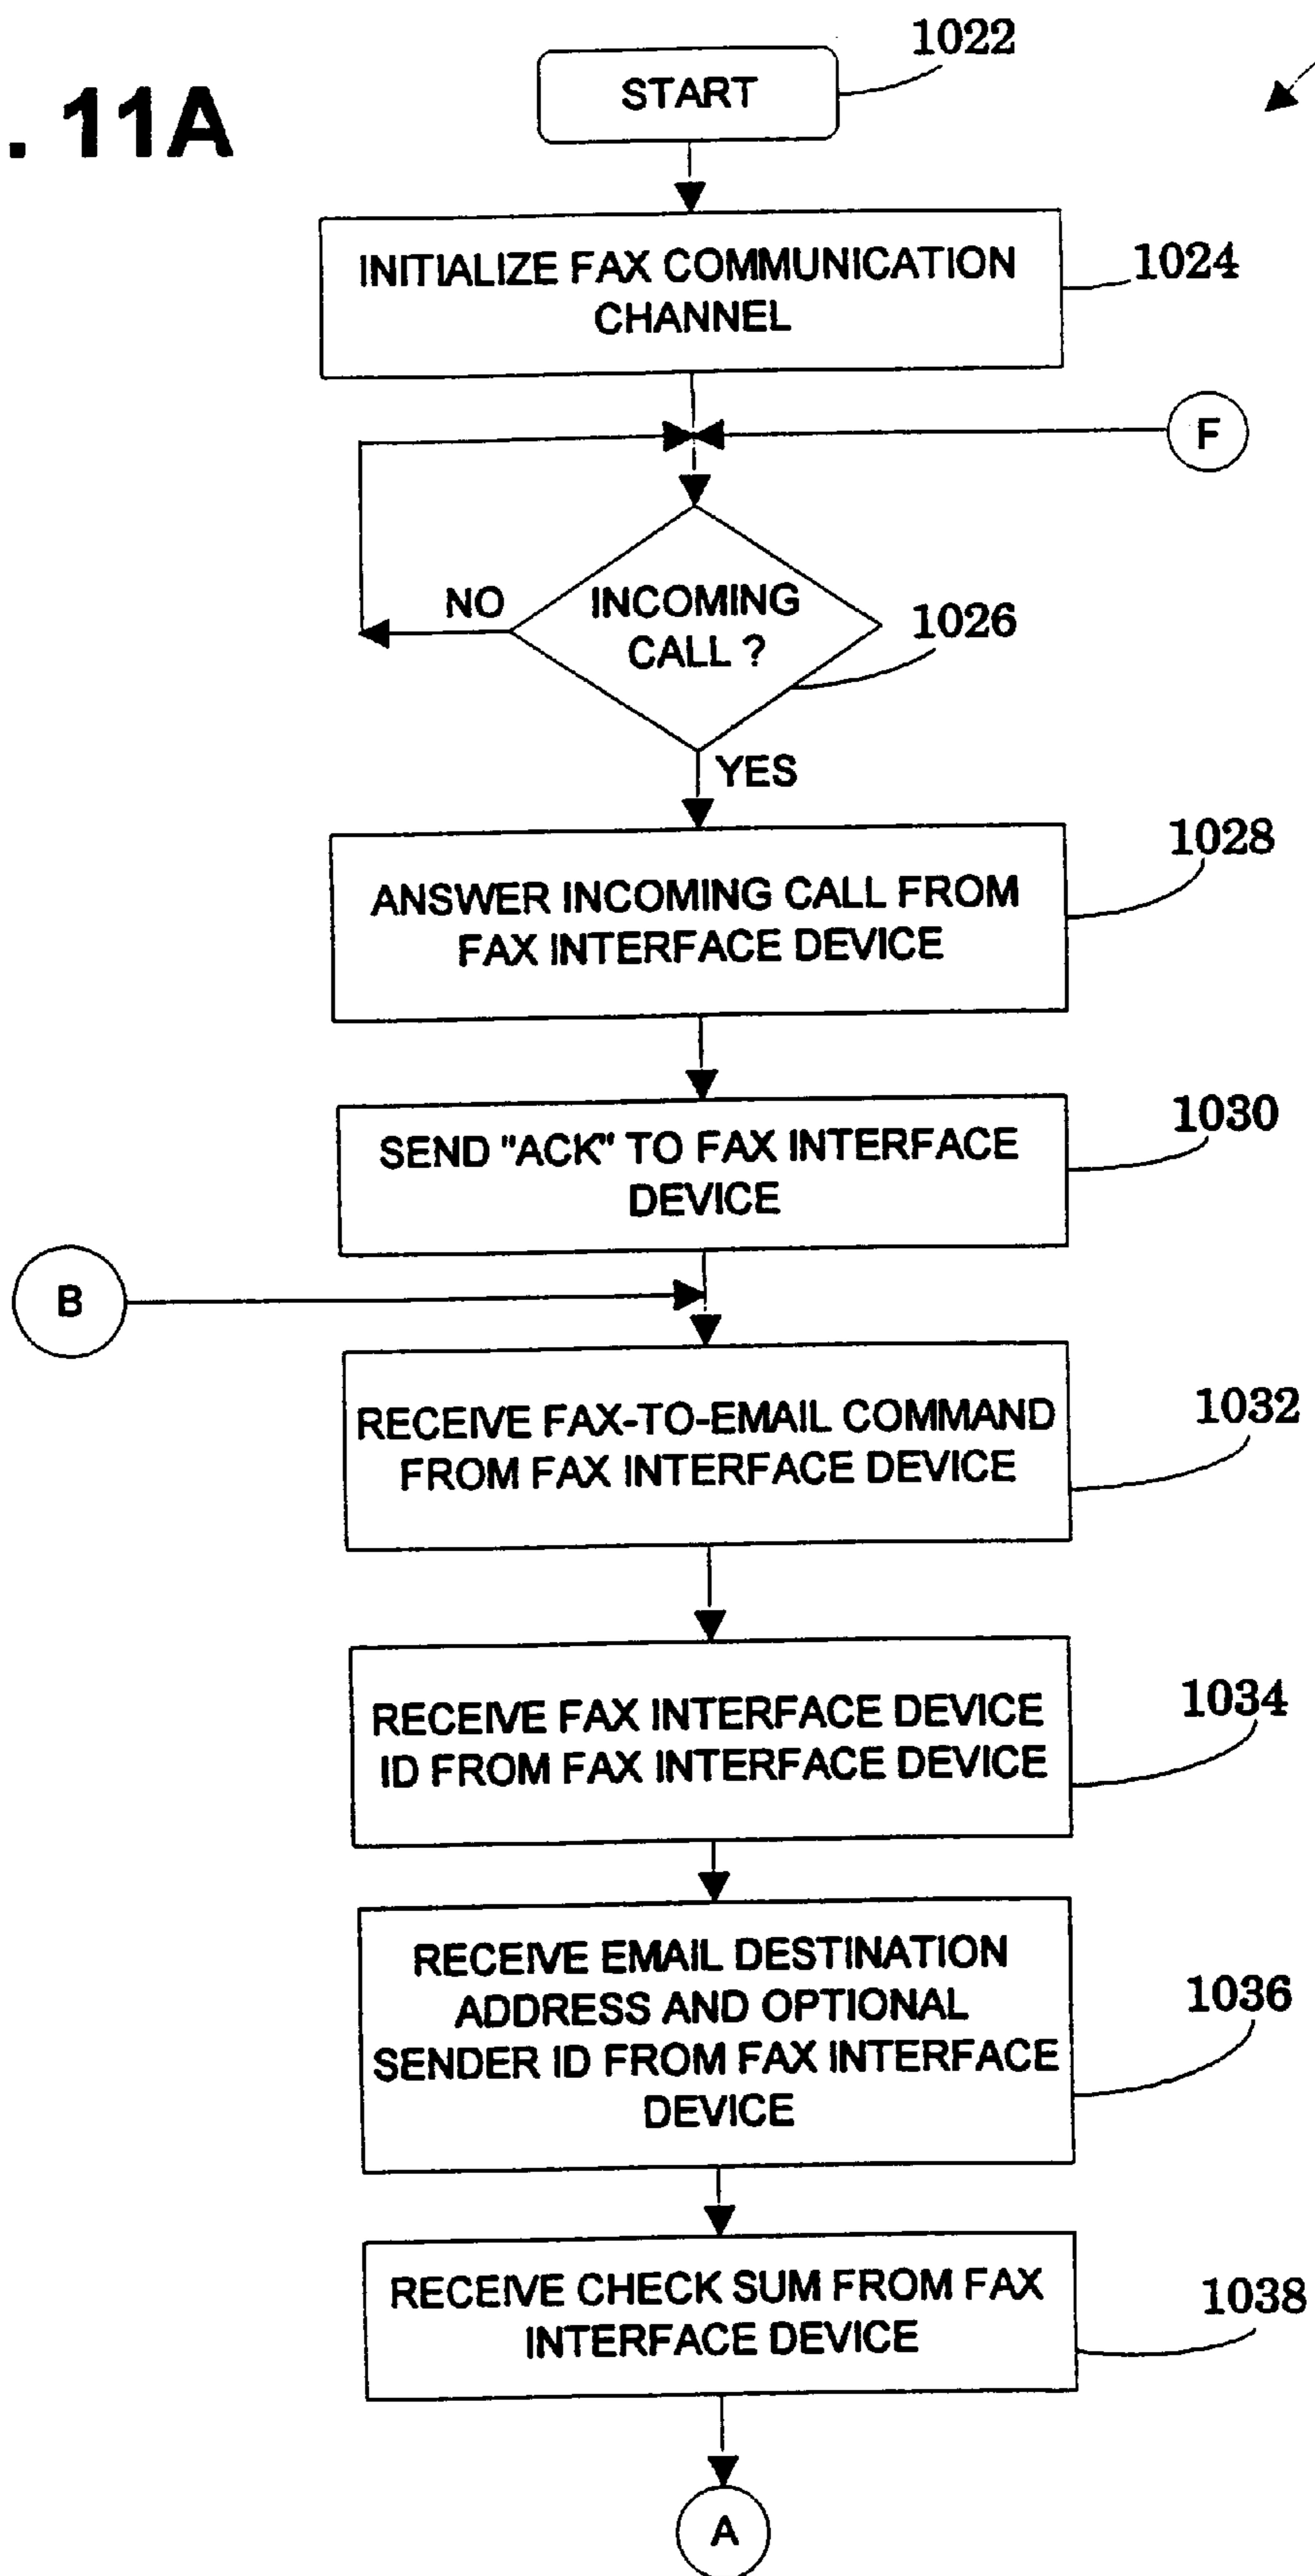 . 11A
START
1022
INITIALIZE FAX COMMUNICATION
CHANNEL
1024
F
NO
INCOMING
CALL ?
1026
YES
ANSWER INCOMING CALL FROM
FAX INTERFACE DEVICE
1028
SEND "ACK" TO FAX INTERFACE
DEVICE
1030
B
RECEIVE FAX-TO-EMAIL COMMAND
FROM FAX INTERFACE DEVICE
1032
RECEIVE FAX INTERFACE DEVICE
ID FROM FAX INTERFACE DEVICE
1034
RECEIVE EMAIL DESTINATION
ADDRESS AND OPTIONAL
SENDER ID FROM FAX INTERFACE
DEVICE
1036
RECEIVE CHECK SUM FROM FAX
INTERFACE DEVICE
1038
A